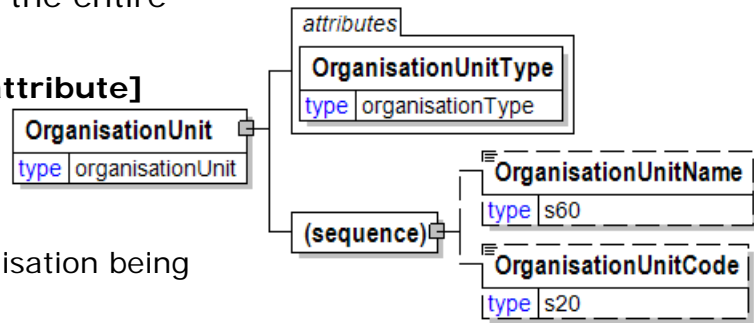 the entire
attributes
OrganisationUnitType
type organisationType
ttribute]
OrganisationUnit
type organisationUnit
OrganisationUnitName
type s60
(sequence)
isation being
OrganisationUnitCode
type s20